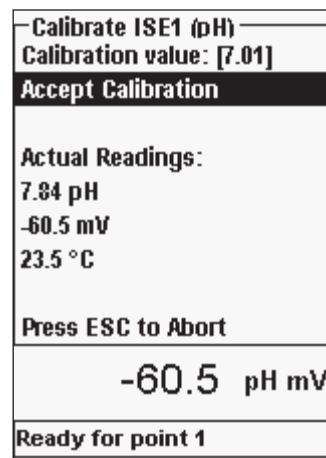 Calibrate ISE1 (pH)
Calibration value: [7.01]
Accept Calibration
Actual Readings:
7.84 pH
-60.5 mV
23.5 °C
Press ESC to Abort
-60.5 pH mV
Ready for point 1